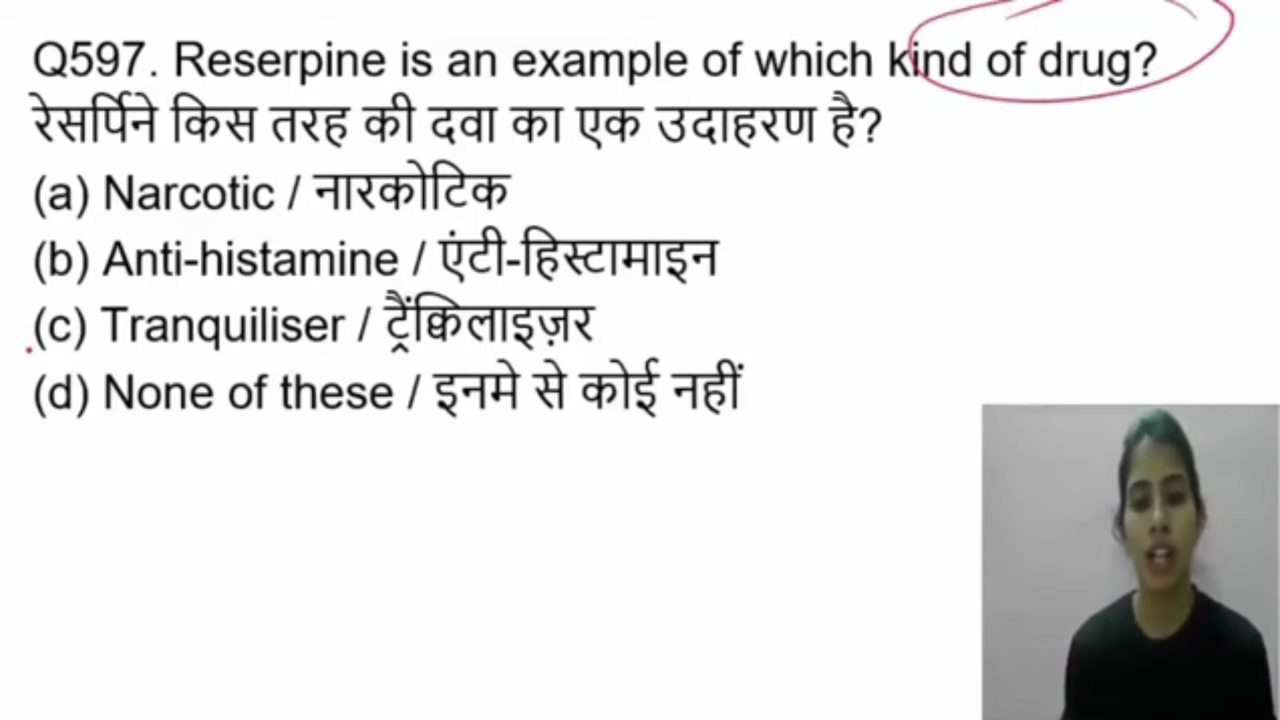 Q597. Reserpine is an example of which kind of drug?
रेसर्पिने किस तरह की दवा का एक उदाहरण है?
(a) Narcotic / नारकोटिक
(b) Anti-histamine / एंटी-हिस्टामाइन
(c) Tranquiliser / ट्रैंक्विलाइज़र
(d) None of these / इनमे से कोई नहीं